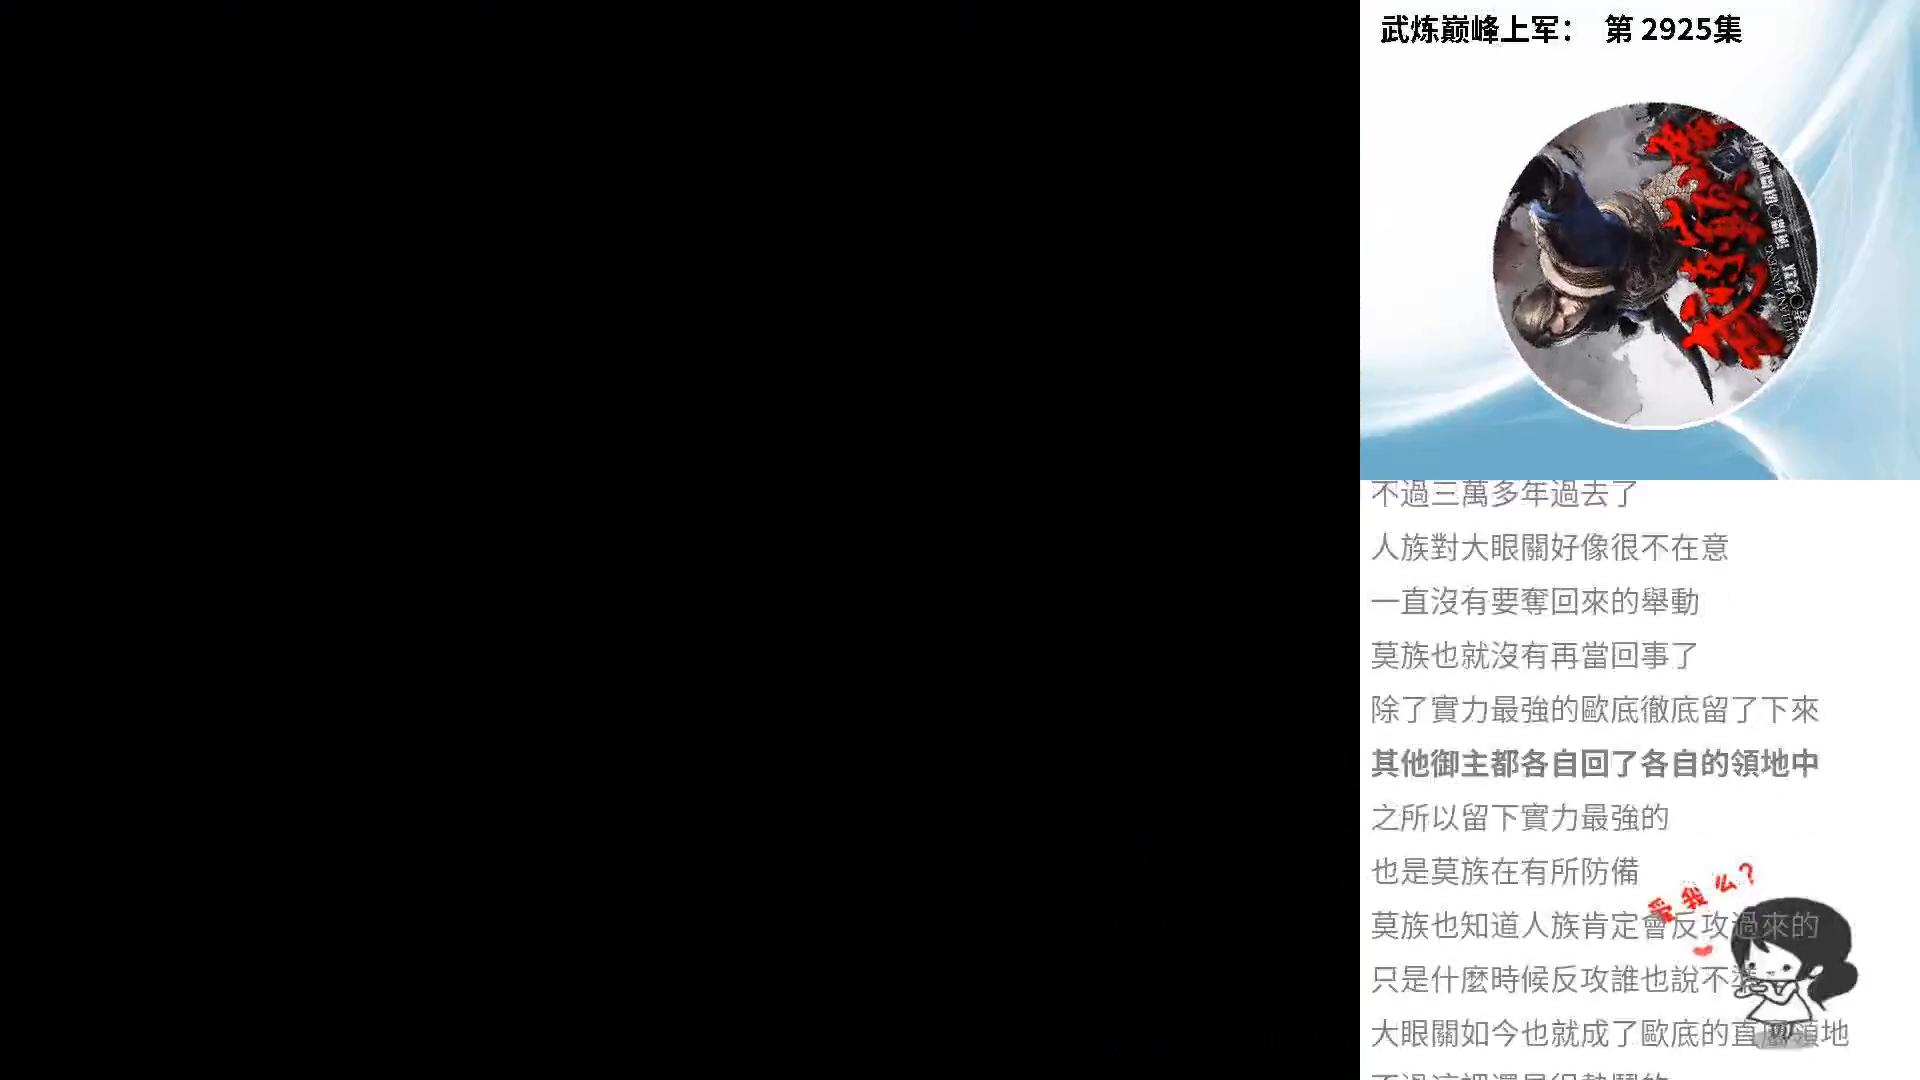 武炼巅峰上军： 第 2925集
不過三萬多年過去了
人族對大眼關好像很不在意
一直沒有要奪回來的舉動
莫族也就沒有再當回事了
除了實力最強的歐底徹底留了下來
其他御主都各自回了各自的領地中
之所以留下實力最強的
也是莫族在有所防備
爱我么？
莫族也知道人族肯定會反攻過來的
只是什麼時候反攻誰也說不準
大眼關如今也就成了歐底的直屬領地